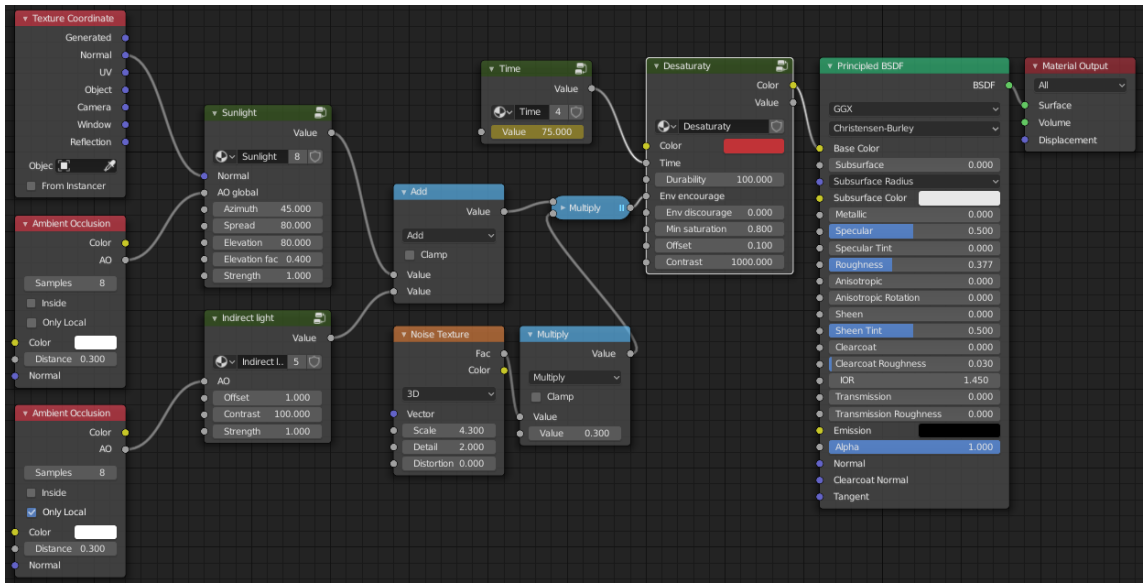 Texture Coordinate
Generated
Normal
UV
Object
Camera
Window
Reflection
Objec
From Instancer
Ambient Occlusion
Color
AO
Samples 8
Inside
Only Local
Color
Distance 0.300
Normal
Ambient Occlusion
Color
AO
Samples 8
Inside
Only Local
Color
Distance 0.300
Normal
Sunlight
Value
Sunlight 8
Normal
AO global
Azimuth 45.000
Spread 80.000
Elevation 80.000
Elevation fac 0.400
Strength 1.000
Indirect light
Value
Indirect l.. 5
AO
Offset 1.000
Contrast 100.000
Strength 1.000
Add
Value
Add
Clamp
Value
Value
Noise Texture
Fac
Color
3D
Vector
Scale 4.300
Detail 2.000
Distortion 0.000
Multiply
Value
Multiply
Clamp
Value
Value 0.300
Time
Value
Time 4
Value 75.000
Multiply
Desaturaty
Color
Value
Desaturaty
Color
Time
Durability 100.000
Env encourage
Env discourage 0.000
Min saturation 0.800
Offset 0.100
Contrast 1000.000
Principled BSDF
BSDF
GGX
Christensen-Burley
Base Color
Subsurface 0.000
Subsurface Radius
Subsurface Color
Metallic 0.000
Specular 0.500
Specular Tint 0.000
Roughness 0.377
Anisotropic 0.000
Anisotropic Rotation 0.000
Sheen 0.000
Sheen Tint 0.500
Clearcoat 0.000
Clearcoat Roughness 0.030
IOR 1.450
Transmission 0.000
Transmission Roughness 0.000
Emission
Alpha 1.000
Normal
Clearcoat Normal
Tangent
Material Output
All
Surface
Volume
Displacement